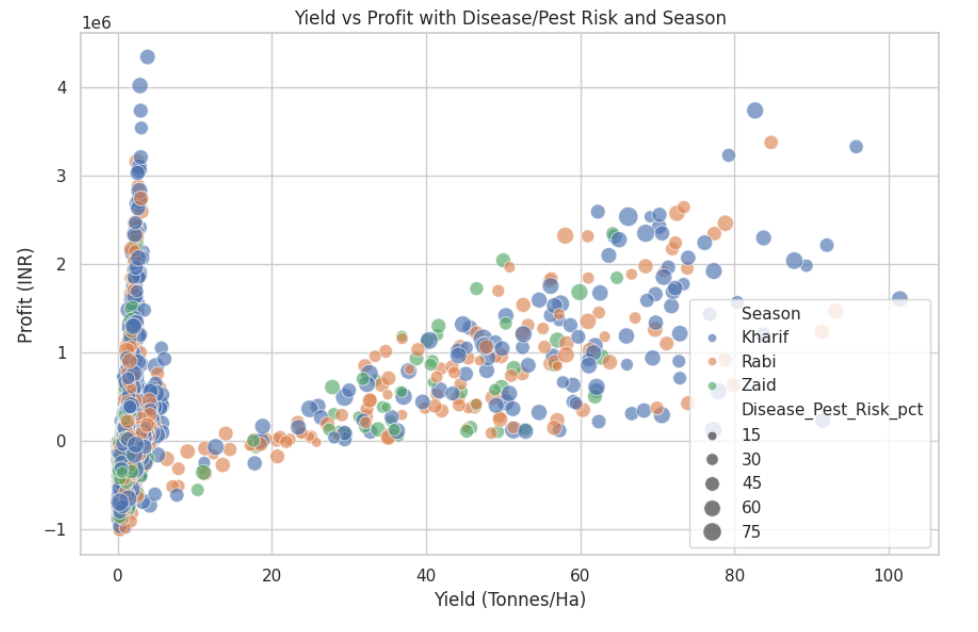 Yield vs Profit with Disease/Pest Risk and Season
1e6
4
3
2
1
0
−1
Profit (INR)
0 20 40 60 80 100
Yield (Tonnes/Ha)
Season
Kharif
Rabi
Zaid
Disease_Pest_Risk_pct
15
30
45
60
75